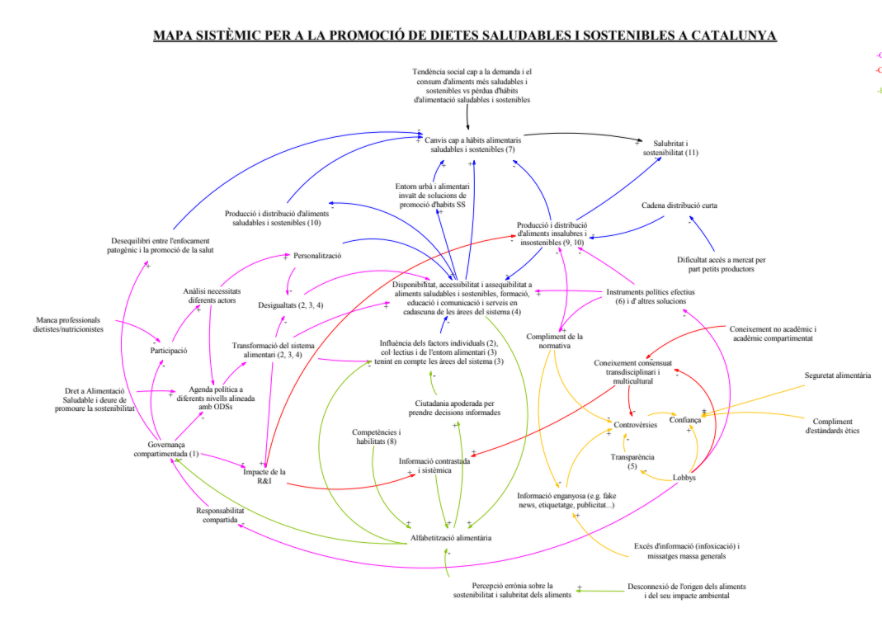 MAPA SISTÈMIC PER A LA PROMOCIÓ DE DIETES SALUDABLES I SOSTENIBLES A CATALUNYA
Tendència social cap a la demanda i el
consum d'aliments més saludables i
sostenibles vs pèrdua d'hàbits
d'alimentació saludables i sostenibles
Canvis cap a hàbits alimentaris
saludables i sostenibles (7)
Salubritat i
sostenibilitat (11)
Entorn urbà i alimentari
invaït de solucions de
promoció d'hàbits SS
Cadena distribució curta
Producció i distribució d'aliments
saludables i sostenibles (10)
Producció i distribució
d'aliments insalubres i
insostenibles (9, 10)
Desequilibri entre l'enfocament
patogènic i la promoció de la salut
Personalització
Dificultat accés a mercat per
part petits productors
Anàlisi necessitats
diferents actors
Desigualtats (2, 3, 4)
Disponibilitat, accessibilitat i assequibilitat a
aliments saludables i sostenibles, formació,
educació i comunicació i serveis en
cadascuna de les àrees del sistema (4)
Instruments polítics efectius
(6) i d' altres solucions
Manca professionals
dietistes/nutricionistes
Participació
Transformació del sistema
alimentari (2, 3, 4)
Influència dels factors individuals (2),
col·lectius i de l'entorn alimentari (3)
tenint en compte les àrees del sistema (3)
Compliment de la
normativa
Coneixement no acadèmic i
acadèmic compartimentat
Coneixement consensuat
transdisciplinari i
multicultural
Seguretat alimentària
Dret a Alimentació
Saludable i deure de
promoure la sostenibilitat
Agenda política a
diferents nivells alineada
amb ODSs
Ciutadania apoderada per
prendre decisions informades
Controvèrsies
Confiança
Compliment
d'estàndards ètics
Competències i
habilitats (8)
Governança
compartimentada (1)
Impacte de la
R&I
Informació contrastada
i sistèmica
Transparència
(5)
Lobbys
Responsabilitat
compartida
Informació enganyosa (e.g. fake
news, etiquetatge, publicitat...)
Alfabetització alimentària
Excés d'informació (infoxicació) i
missatges massa generals
Percepció errònia sobre la
sostenibilitat i salubritat dels aliments
Desconnexió de l'origen dels aliments
i del seu impacte ambiental